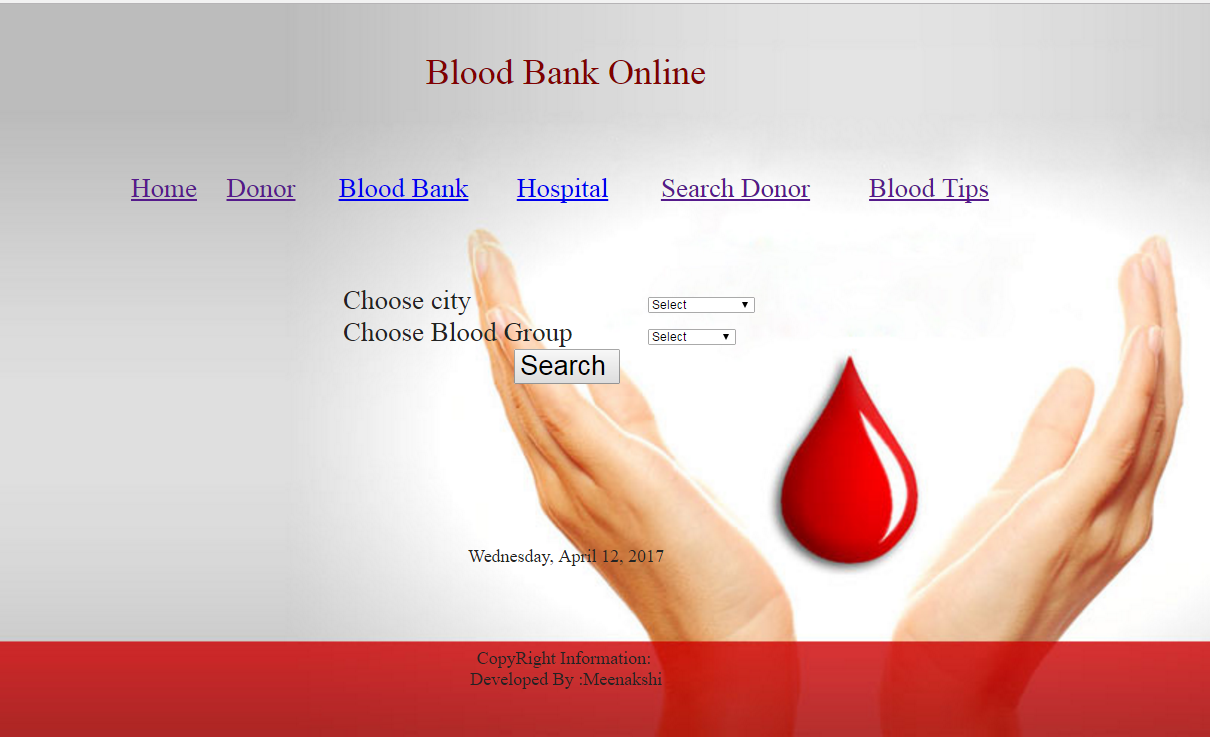 Blood Bank Online
Home Donor Blood Bank Hospital Search Donor Blood Tips
Choose city Select
Choose Blood Group Select
Search
Wednesday, April 12, 2017
CopyRight Information:
Developed By :Meenakshi